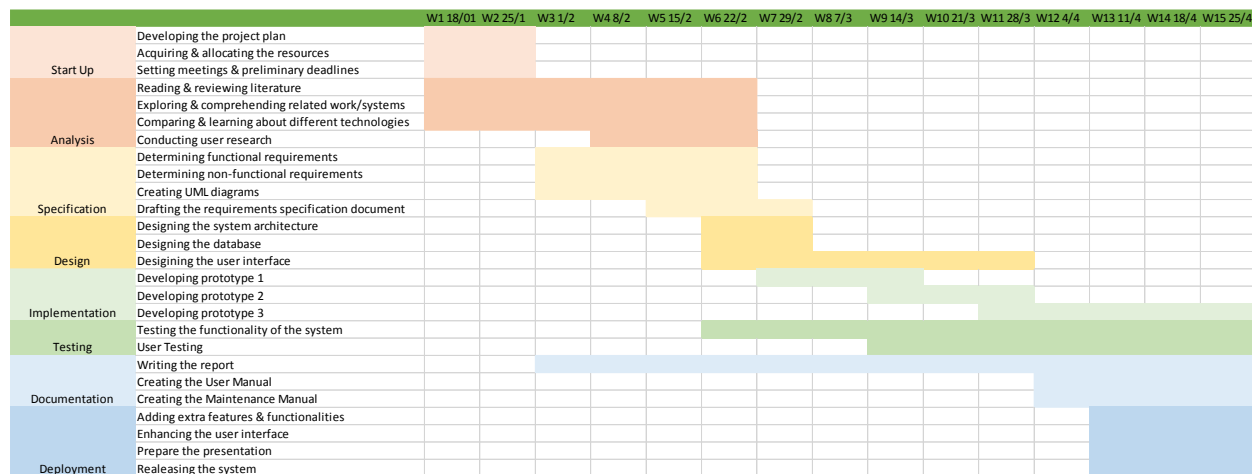 W1 18/01 W2 25/1 W3 1/2 W4 8/2 W5 15/2 W6 22/2 W7 29/2 W8 7/3 W9 14/3 W10 21/3 W11 28/3 W12 4/4 W13 11/4 W14 18/4 W15 25/4
Developing the project plan
Acquiring & allocating the resources
Start Up Setting meetings & preliminary deadlines
Reading & reviewing literature
Exploring & comprehending related work/systems
Comparing & learning about different technologies
Analysis Conducting user research
Determining functional requirements
Determining non-functional requirements
Creating UML diagrams
Specification Drafting the requirements specification document
Designing the system architecture
Designing the database
Design Desigining the user interface
Developing prototype 1
Developing prototype 2
Implementation Developing prototype 3
Testing the functionality of the system
Testing User Testing
Writing the report
Creating the User Manual
Documentation Creating the Maintenance Manual
Adding extra features & functionalities
Enhancing the user interface
Prepare the presentation
Deployment Realeasing the system